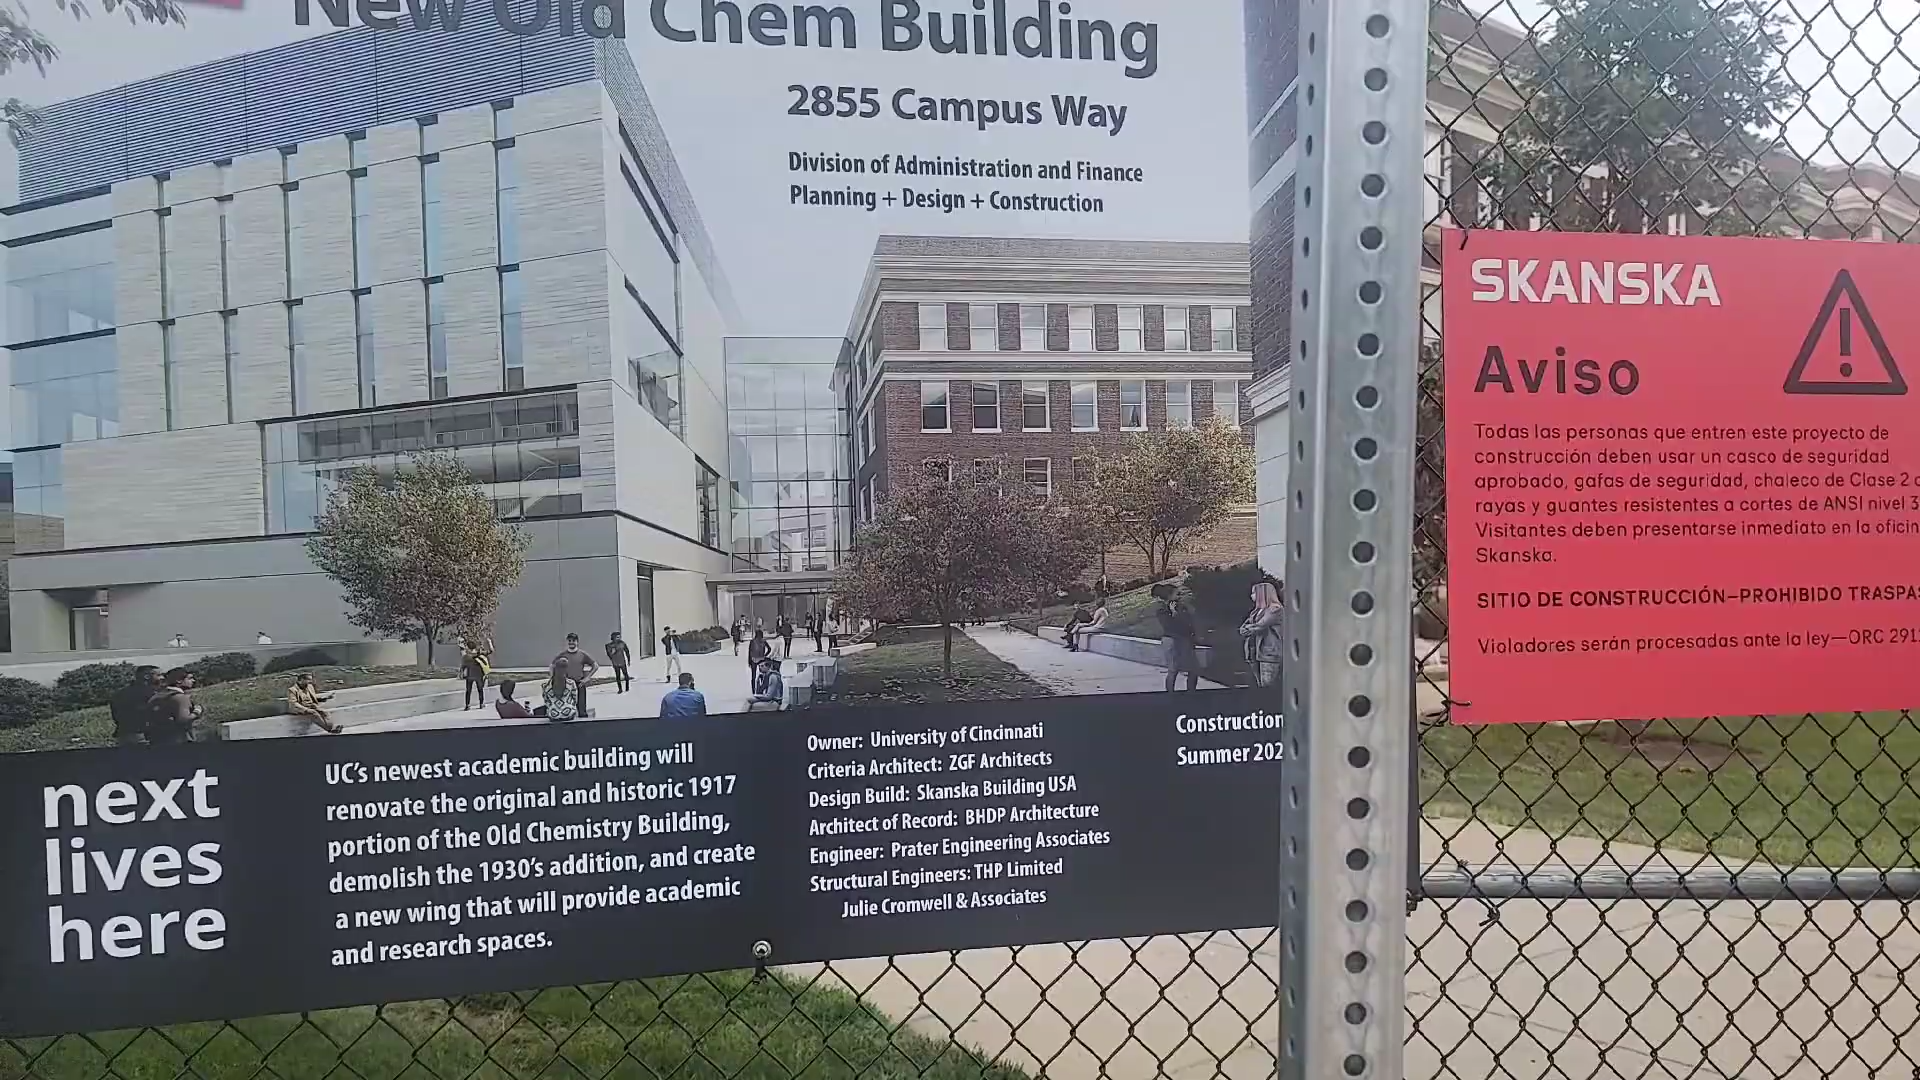 New Old Chem Building
2855 Campus Way
Division of Administration and Finance
Planning + Design + Construction
next
lives
here
UC's newest academic building will
renovate the original and historic 1917
portion of the Old Chemistry Building,
demolish the 1930's addition, and create
a new wing that will provide academic
and research spaces.
Owner: University of Cincinnati
Criteria Architect: ZGF Architects
Design Build: Skanska Building USA
Architect of Record: BHDP Architecture
Engineer: Prater Engineering Associates
Structural Engineers: THP Limited
Julie Cromwell & Associates
Construction
Summer
SKANSKA
Aviso
Todas las personas que entren este proyecto de
construcción deben usar un casco de seguridad
aprobado, gafas de seguridad, chaleco de Clase 2
rayas y guantes resistentes a cortes de ANSI nivel 3
Visitantes deben presentarse inmediato en la
Skanska.
SITIO DE CONSTRUCCIÓN–PROHIBIDO
Violadores serán procesadas ante la ley—ORC